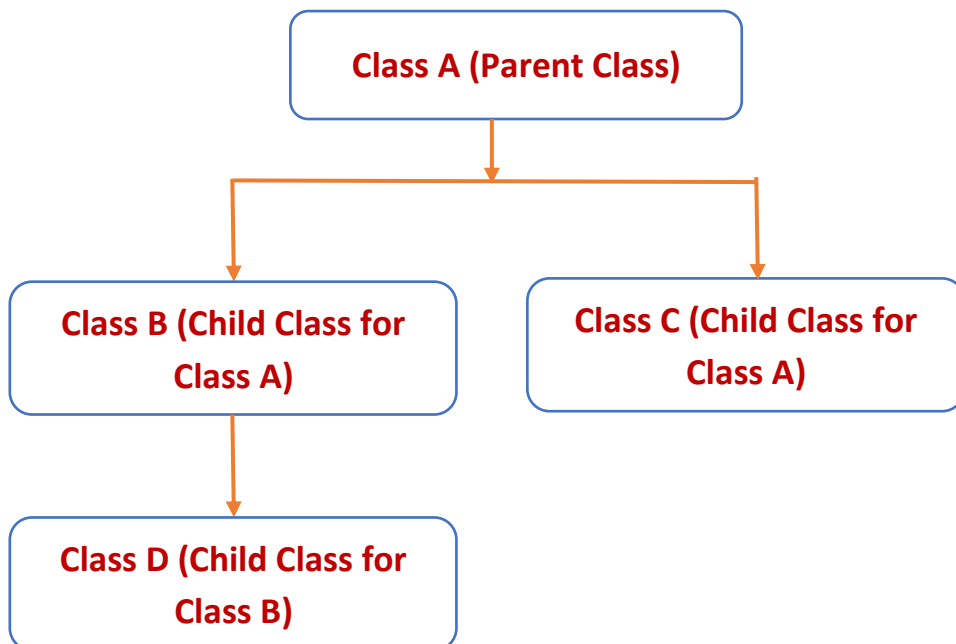 Class A (Parent Class)
Class B (Child Class for
Class A)
Class C (Child Class for
Class A)
Class D (Child Class for
Class B)